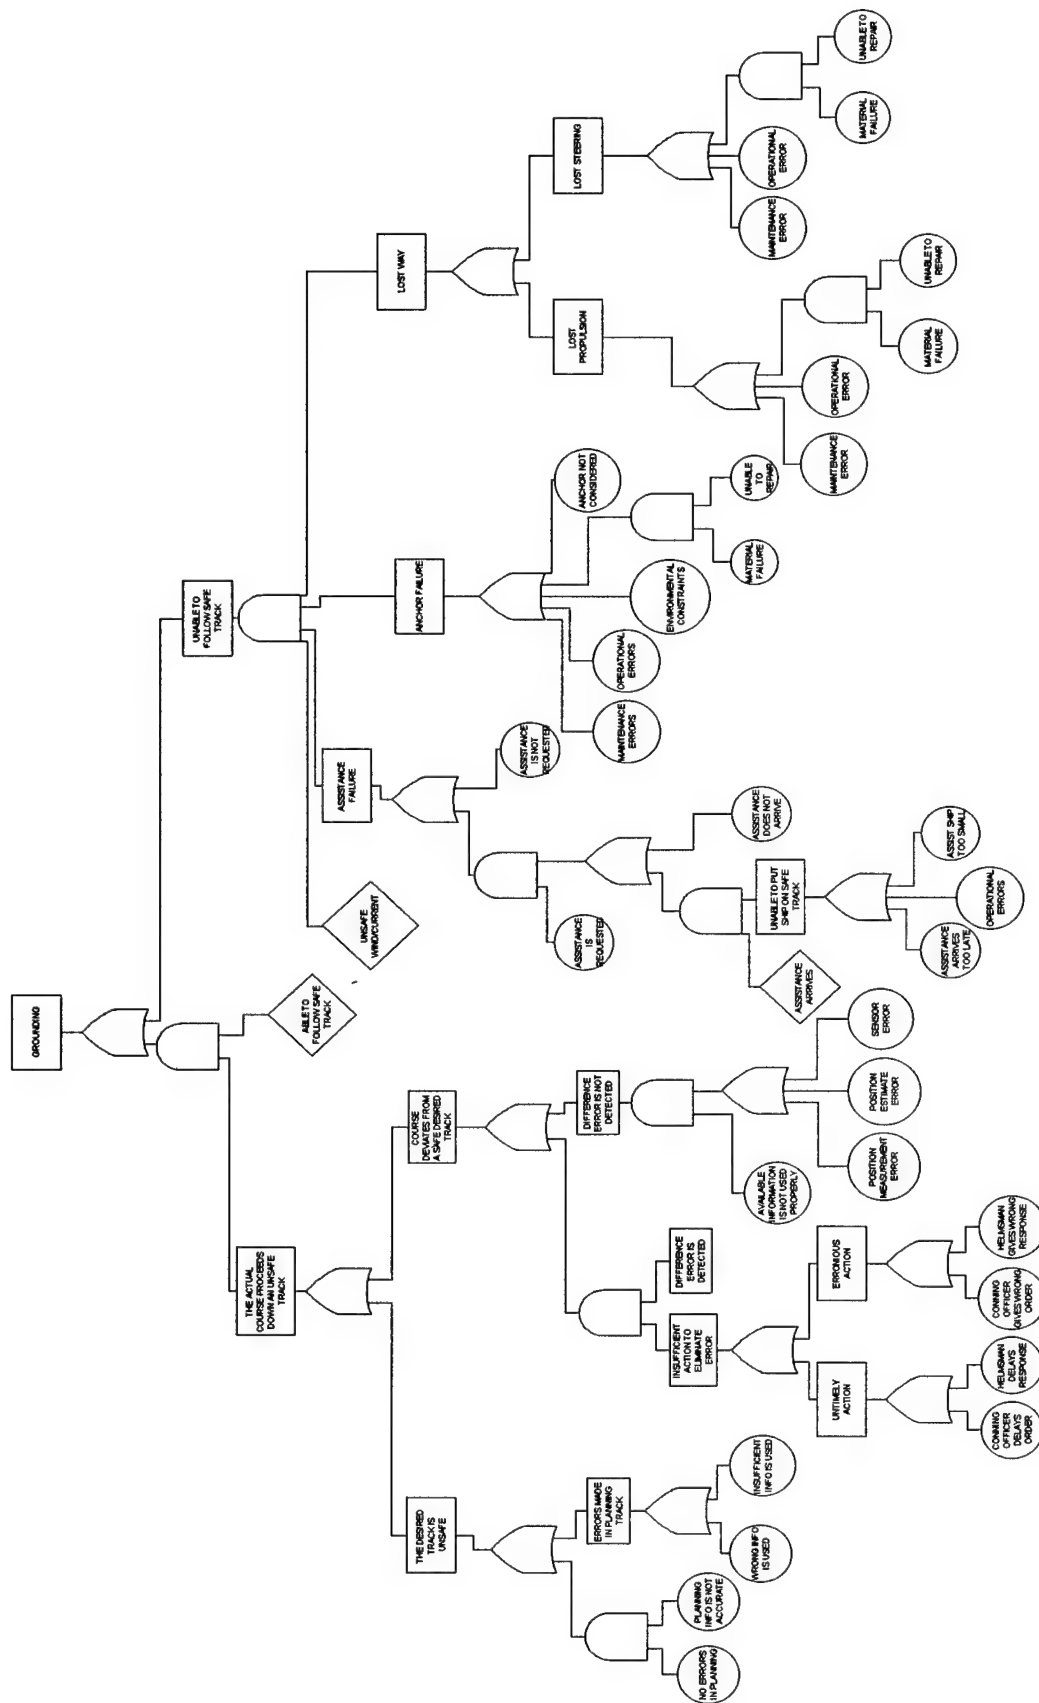 GROUNDING
UNABLE TO
FOLLOW SAFE
TRACK
ABLE TO
FOLLOW SAFE
TRACK
THE ACTUAL
COURSE PROCEEDS
DOWN AN UNSAFE
TRACK
UNSAFE
WIND/CURRENT
ASSISTANCE
FAILURE
ANCHOR FAILURE
LOST WAY
THE DESIRED
TRACK IS
UNSAFE
COURSE
DEVIATES FROM
A SAFE DESIRED
TRACK
ASSISTANCE
IS NOT
REQUESTED
ANCHOR NOT
CONSIDERED
LOST
PROPULSION
LOST STEERING
ASSISTANCE
IS
REQUESTED
MAINTENANCE
ERRORS
OPERATIONAL
ERRORS
ENVIRONMENTAL
CONSTRAINTS
MATERIAL
FAILURE
UNABLE
TO
REPAIR
MAINTENANCE
ERROR
OPERATIONAL
ERROR
MATERIAL
FAILURE
UNABLE TO
REPAIR
MAINTENANCE
ERROR
OPERATIONAL
ERROR
MATERIAL
FAILURE
UNABLE TO
REPAIR
ASSISTANCE
DOES NOT
ARRIVE
ASSISTANCE
ARRIVES
UNABLE TO PUT
SHIP ON SAFE
TRACK
ASSISTANCE
ARRIVES
TOO LATE
OPERATIONAL
ERRORS
ASSIST SHIP
TOO SMALL
ERRORS MADE
IN PLANNING
TRACK
DIFFERENCE
ERROR IS NOT
DETECTED
NO ERRORS
IN PLANNING
PLANNING
INFO IS NOT
ACCURATE
WRONG INFO
IS USED
INSUFFICIENT
INFO IS USED
INSUFFICIENT
ACTION TO
ELIMINATE
ERROR
DIFFERENCE
ERROR IS
DETECTED
AVAILABLE
INFORMATION
IS NOT USED
PROPERLY
POSITION
MEASUREMENT
ERROR
POSITION
ESTIMATE
ERROR
SENSOR
ERROR
UNTIMELY
ACTION
ERRONIOUS
ACTION
CONNING
OFFICER
DELAYS
ORDER
HELMSMAN
DELAYS
RESPONSE
CONNING
OFFICER
GIVES WRONG
ORDER
HELMSMAN
GIVES WRONG
RESPONSE